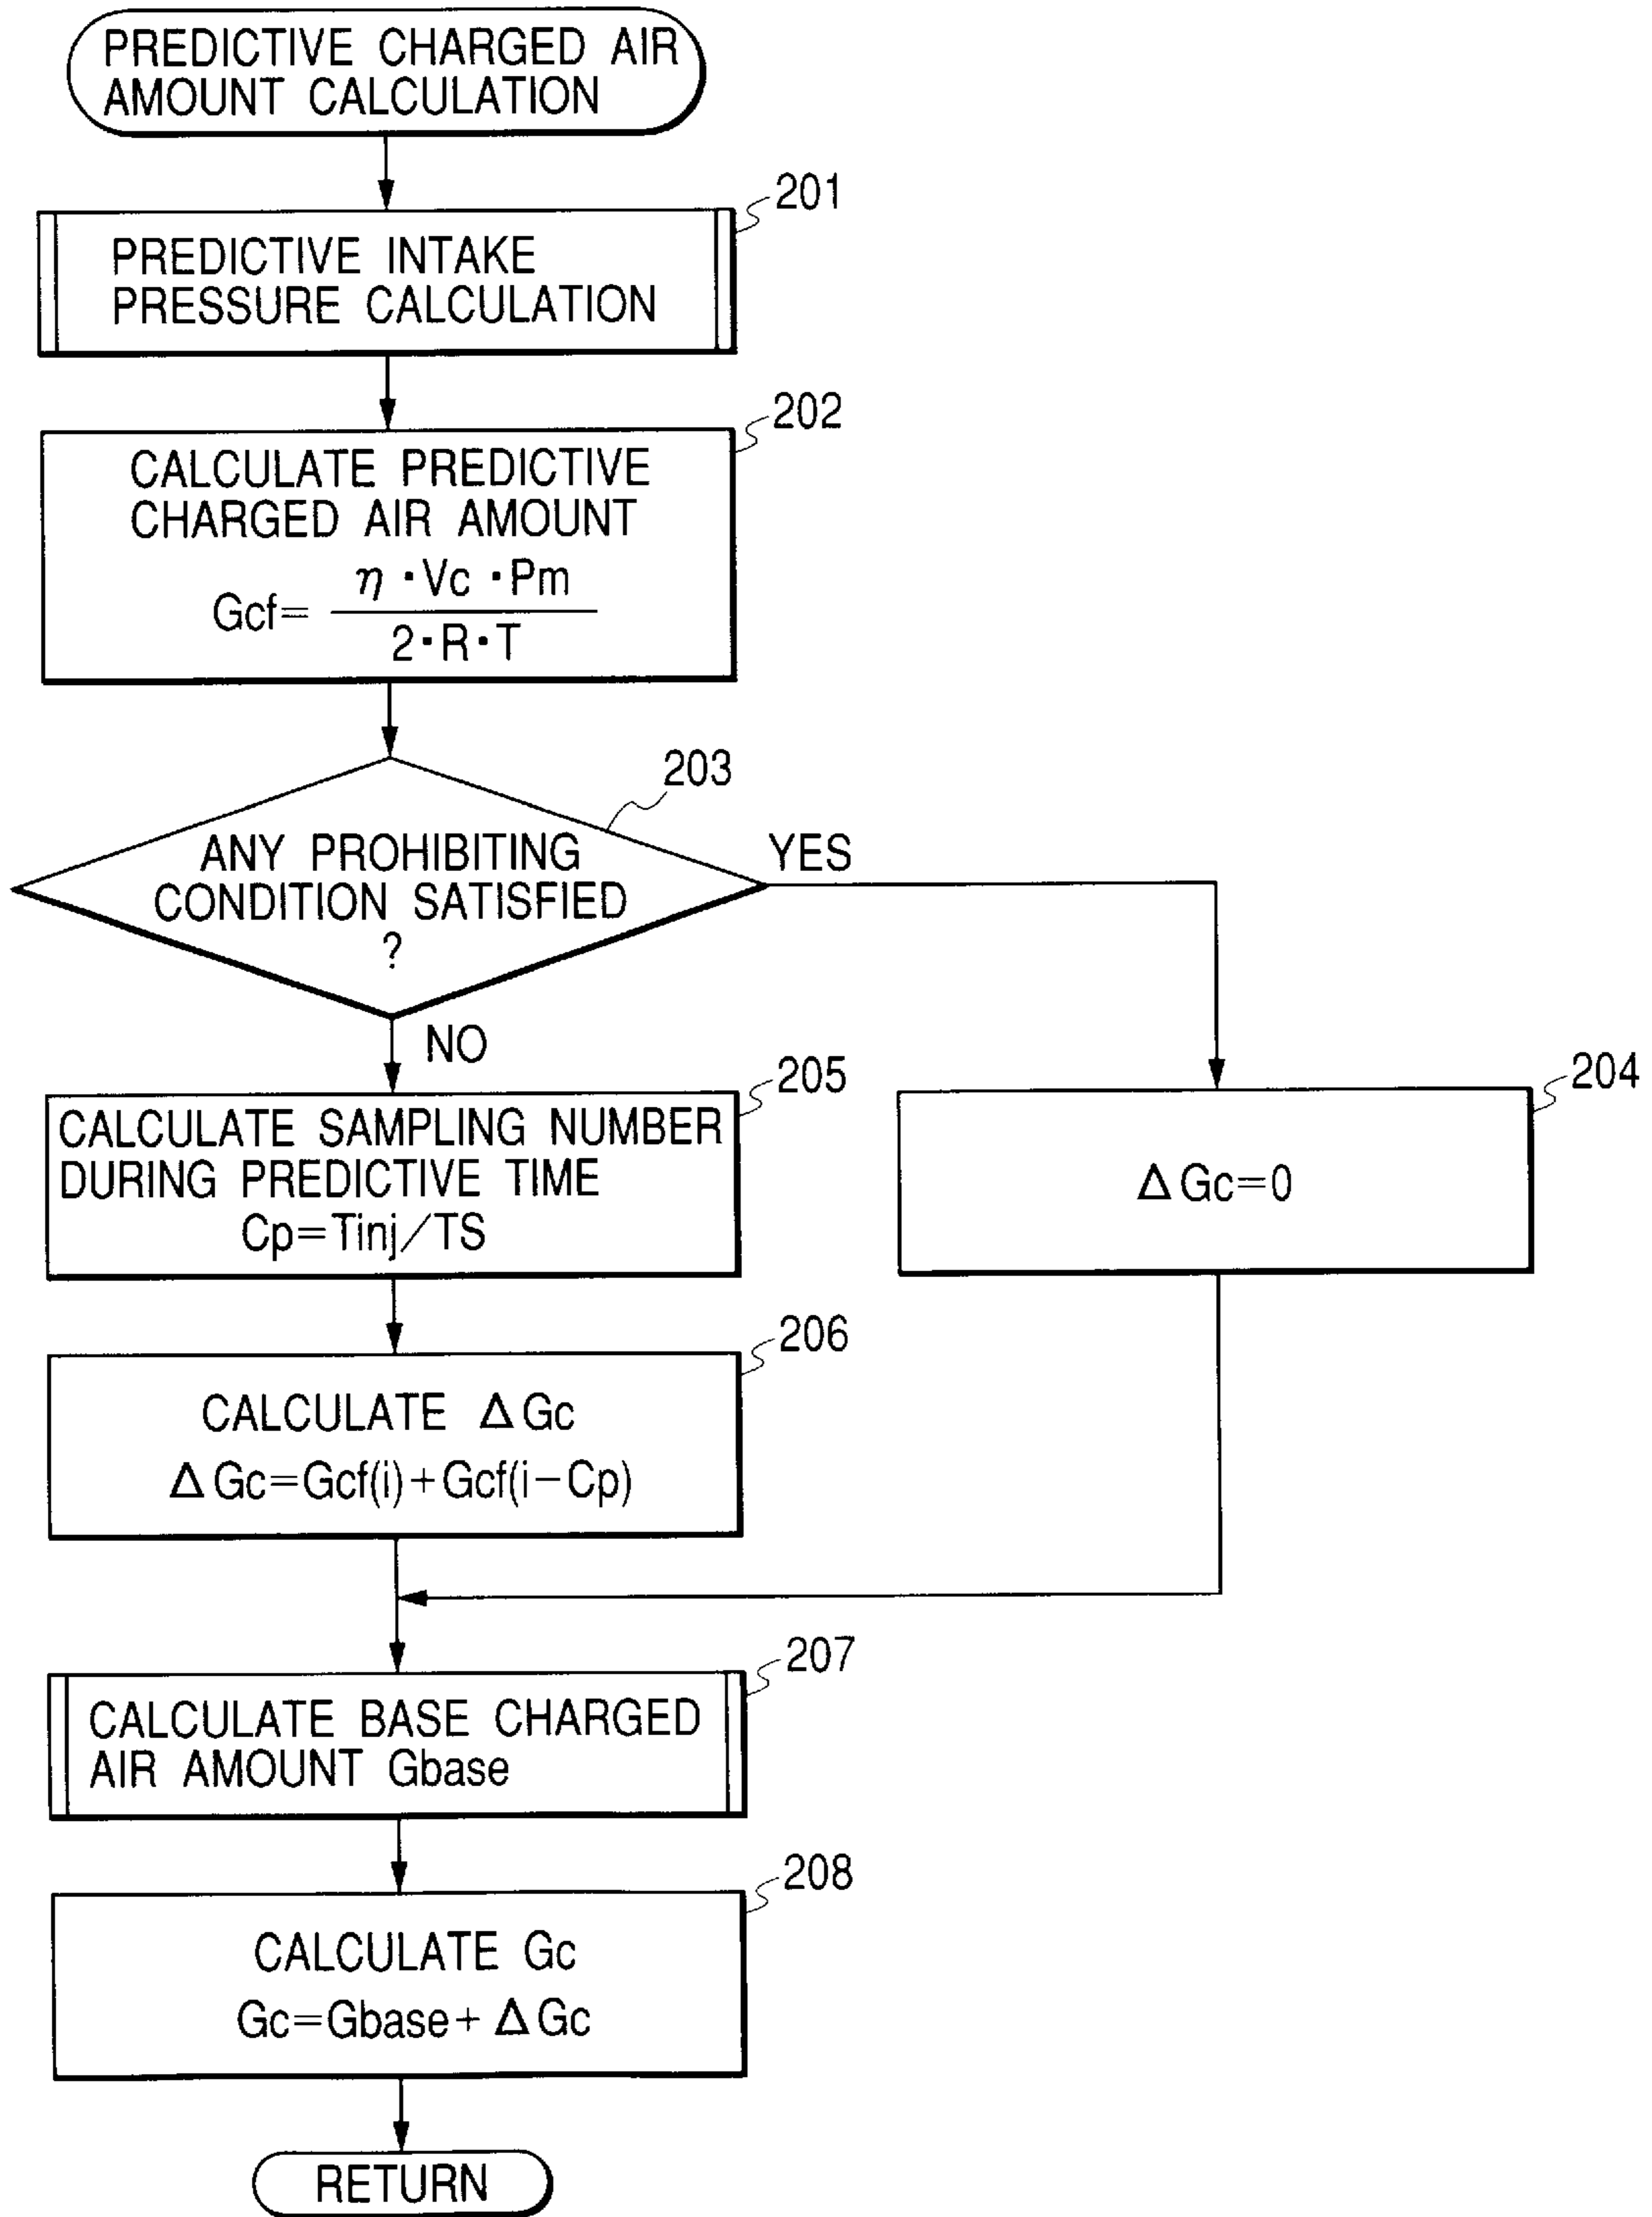 PREDICTIVE CHARGED AIR
AMOUNT CALCULATION
201
PREDICTIVE INTAKE
PRESSURE CALCULATION
202
CALCULATE PREDICTIVE
CHARGED AIR AMOUNT
η・Vc・Pm
Gcf=
2・R・T
203
ANY PROHIBITING
CONDITION SATISFIED
?
YES
NO
205
CALCULATE SAMPLING NUMBER
DURING PREDICTIVE TIME
Cp=Tinj/TS
204
ΔGc=0
206
CALCULATE ΔGc
ΔGc=Gcf(i)+Gcf(i-Cp)
207
CALCULATE BASE CHARGED
AIR AMOUNT Gbase
208
CALCULATE Gc
Gc=Gbase+ΔGc
RETURN